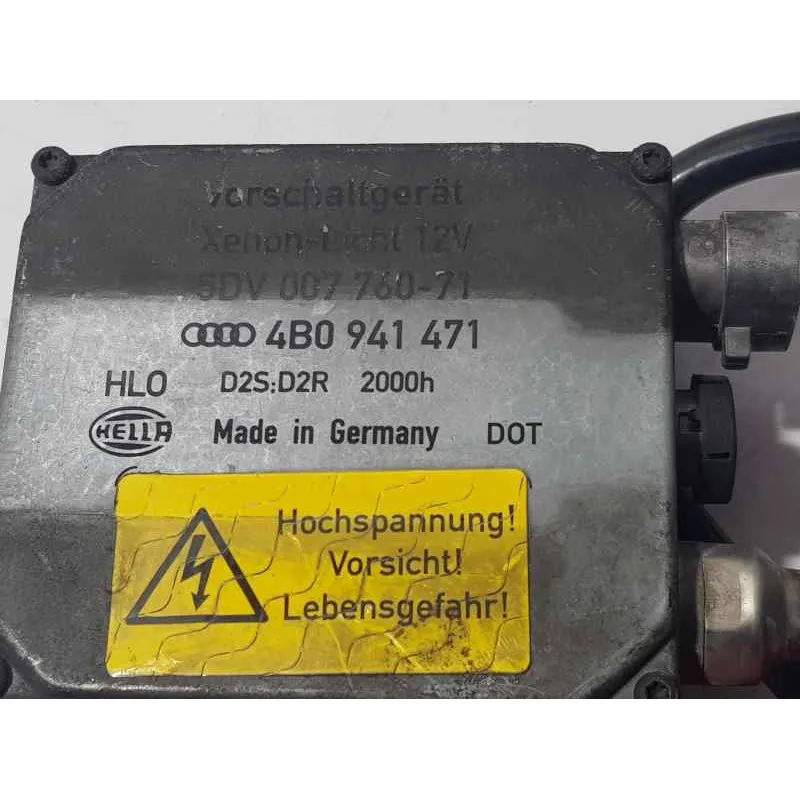 Vorschaltgerät
Xenon-Licht 12V
5DV 007 760-71
4B0 941 471
HLO D2S;D2R 2000h
HELLA Made in Germany DOT
Hochspannung!
Vorsicht!
Lebensgefahr!